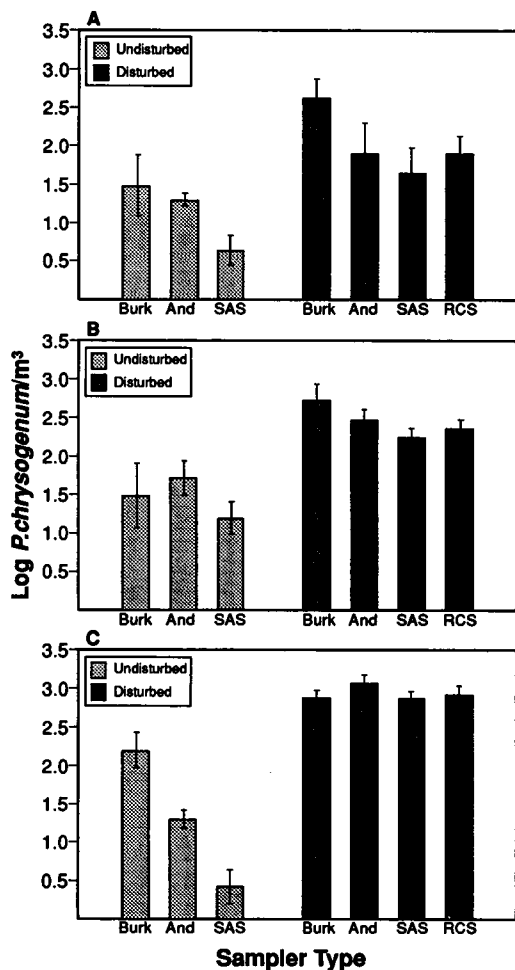 A
Undisturbed
Disturbed
3.5
3.0
2.5
2.0
1.5
1.0
0.5
Burk And SAS Burk And SAS RCS
B
Undisturbed
Disturbed
3.5
3.0
2.5
2.0
1.5
1.0
0.5
Burk And SAS Burk And SAS RCS
Log P.chrysogenum/m³
C
Undisturbed
Disturbed
3.5
3.0
2.5
2.0
1.5
1.0
0.5
Burk And SAS Burk And SAS RCS
Sampler Type